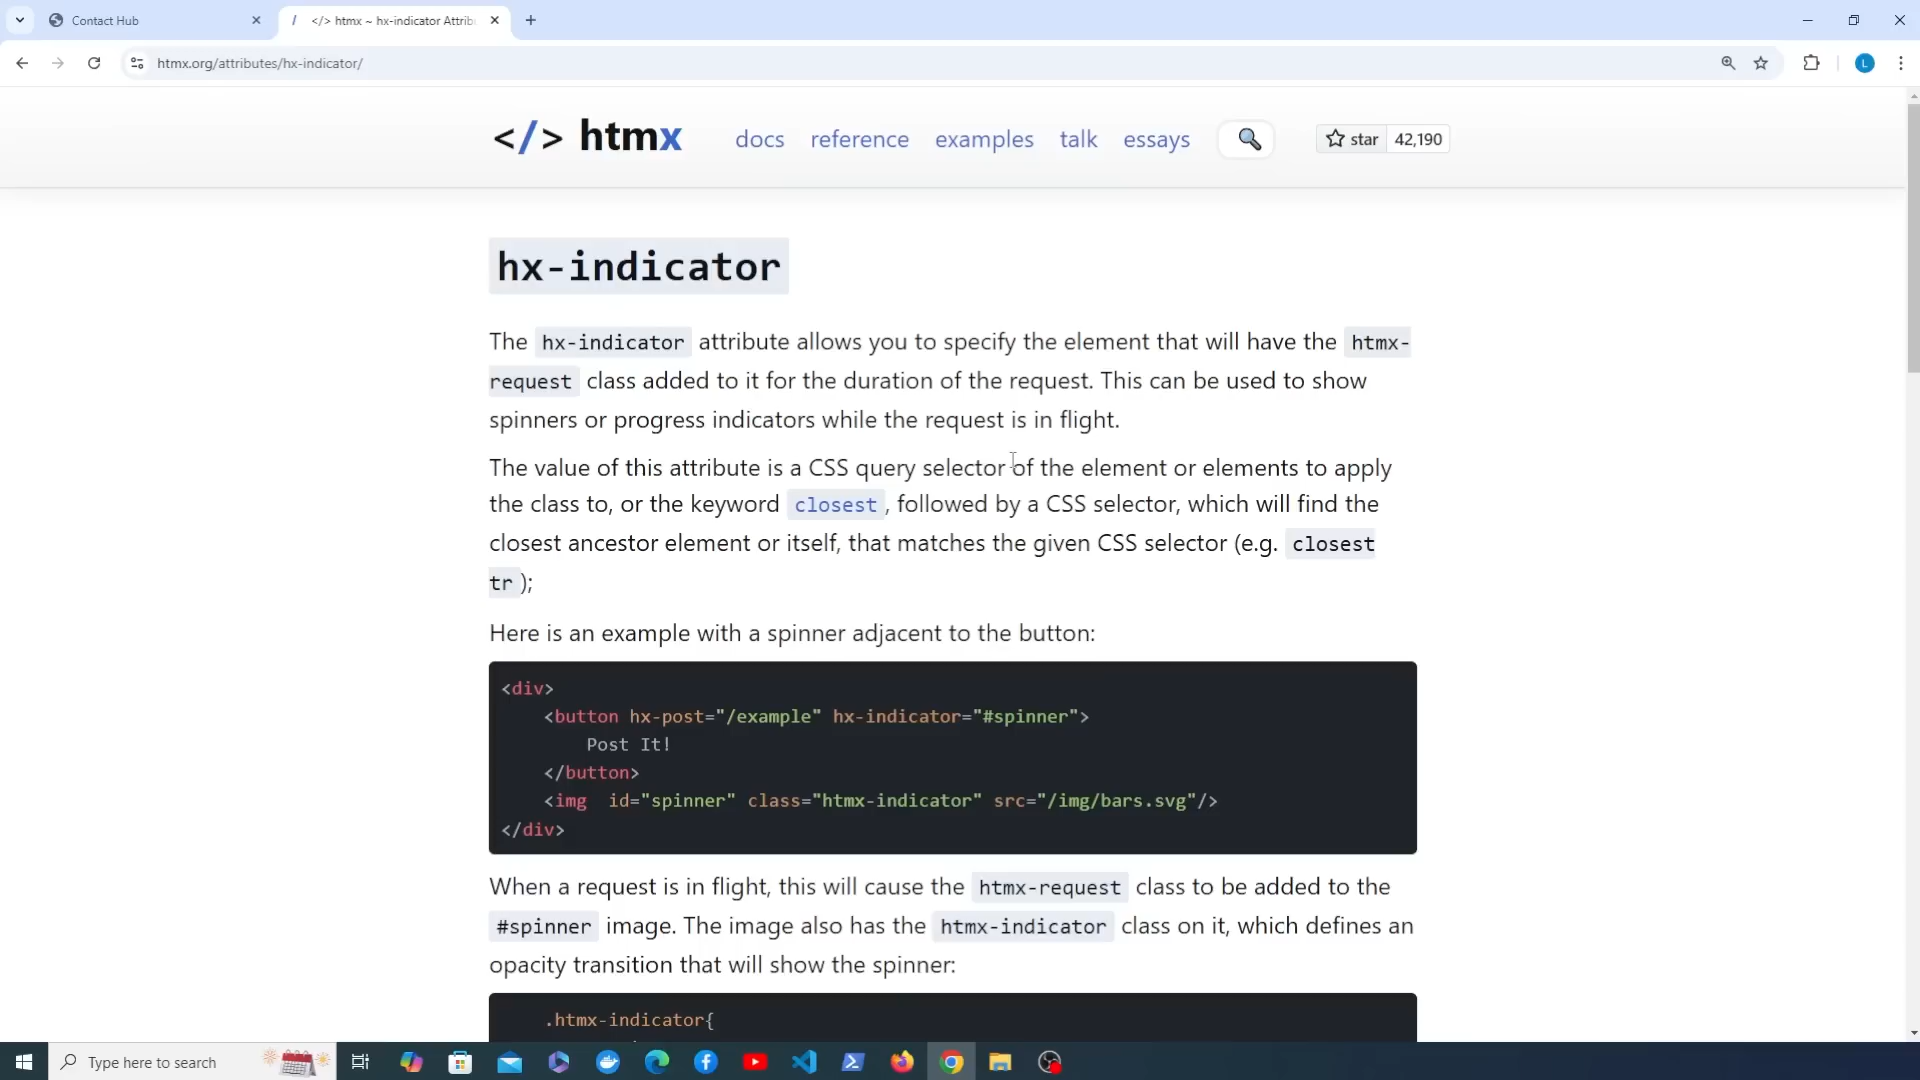 Contact Hub
/ </> htmx ~ hx-indicator Attrib
htmx.org/attributes/hx-indicator/
L
</> htmx
docs
reference
examples
talk
essays
star
42,190
hx-indicator
The hx-indicator attribute allows you to specify the element that will have the htmx-
request class added to it for the duration of the request. This can be used to show
spinners or progress indicators while the request is in flight.
The value of this attribute is a CSS query selector of the element or elements to apply
the class to, or the keyword closest, followed by a CSS selector, which will find the
closest ancestor element or itself, that matches the given CSS selector (e.g. closest
tr );
Here is an example with a spinner adjacent to the button:
<div>
<button hx-post="/example" hx-indicator="#spinner">
Post It!
</button>
<img  id="spinner" class="htmx-indicator" src="/img/bars.svg"/>
</div>
When a request is in flight, this will cause the htmx-request class to be added to the
#spinner image. The image also has the htmx-indicator class on it, which defines an
opacity transition that will show the spinner:
.htmx-indicator{
Type here to search